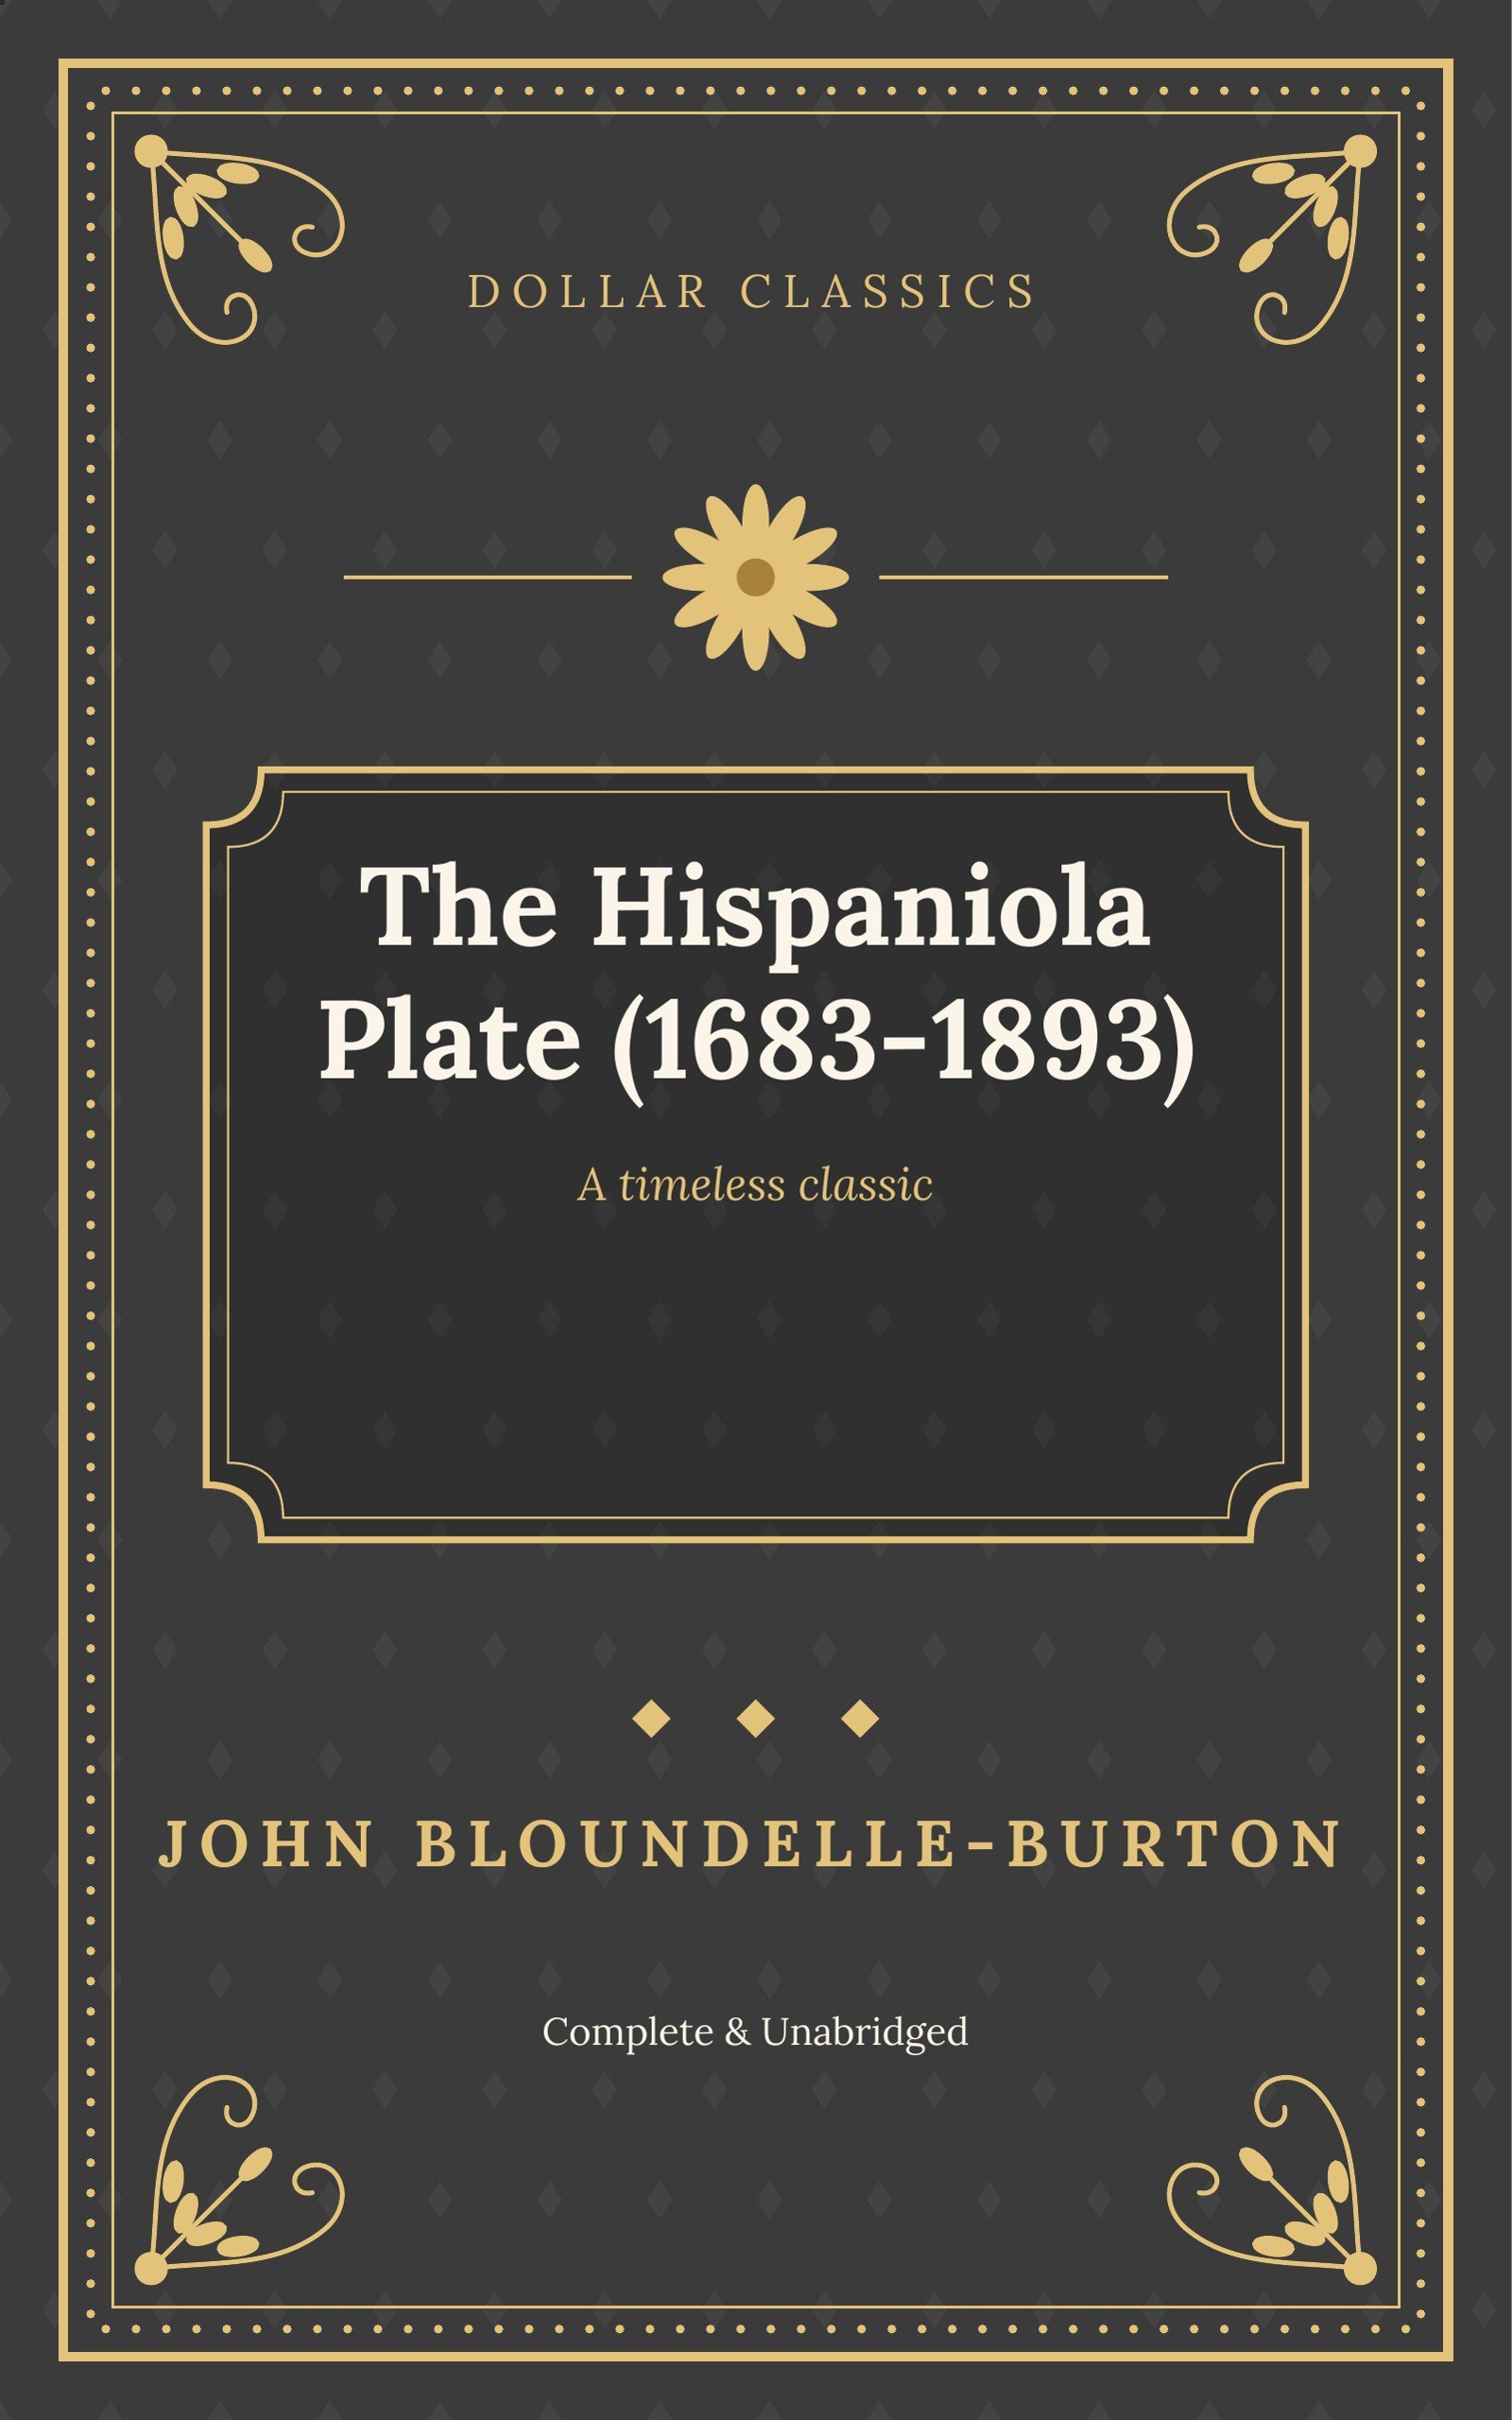 DOLLAR CLASSICS
The Hispaniola
Plate (1683–1893)
A timeless classic
JOHN BLOUNDELLE-BURTON
Complete & Unabridged